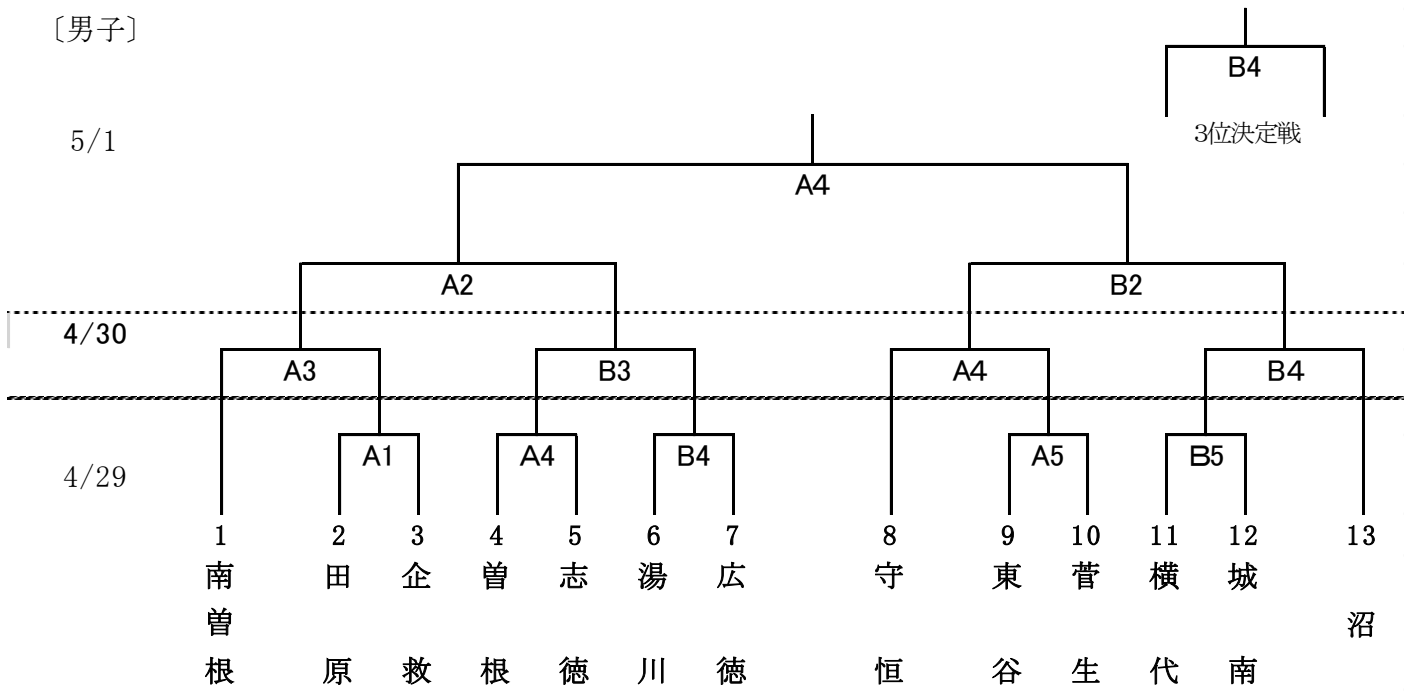 〔男子〕
B4
3位決定戦
5/1
A4
A2
B2
4/30
A3
B3
A4
B4
4/29
A1
A4
B4
A5
B5
1 南曽根
2 田原
3 企救
4 曽根
5 志徳
6 湯川
7 広徳
8 守恒
9 東谷
10 菅生
11 横代
12 城南
13 沼